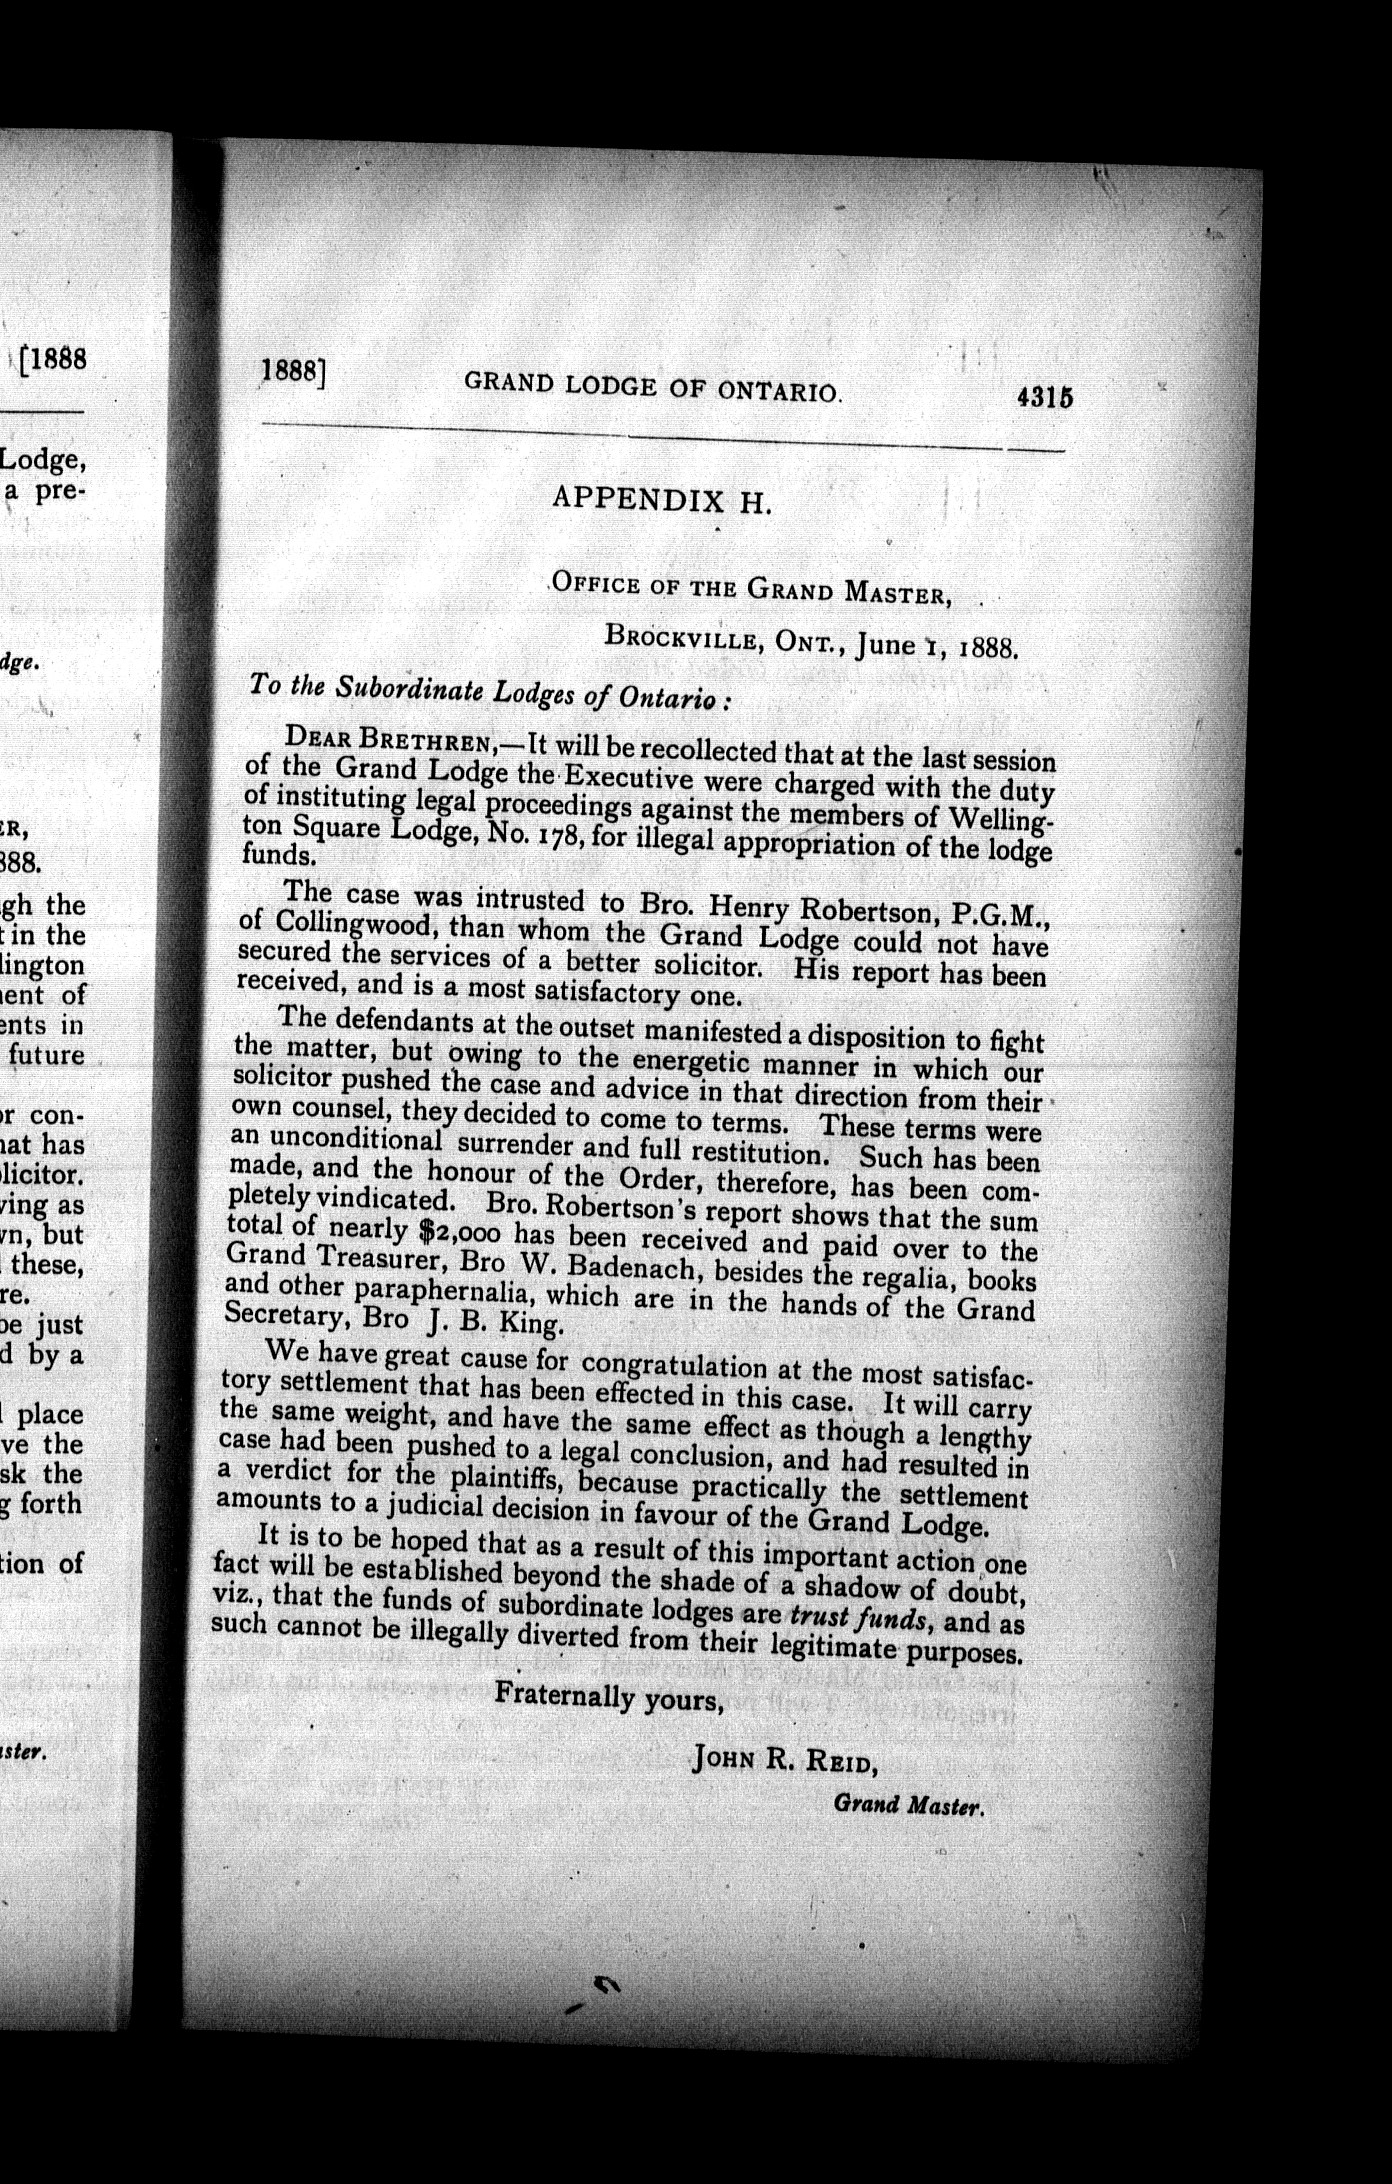 [1888
Lodge,
a pre-
dge.
ER,
888.
gh the
t in the
lington
ent of
ents in
future
or con-
hat has
licitor.
ving as
vn, but
these,
re.
be just
d by a
place
ve the
sk the
g forth
tion of
ster.
1888] GRAND LODGE OF ONTARIO. 4315
APPENDIX H.
OFFICE OF THE GRAND MASTER,
BROCKVILLE, ONT., June 1, 1888.
To the Subordinate Lodges of Ontario :
DEAR BRETHREN,—It will be recollected that at the last session
of the Grand Lodge the Executive were charged with the duty
of instituting legal proceedings against the members of Welling-
ton Square Lodge, No. 178, for illegal appropriation of the lodge
funds.
The case was intrusted to Bro. Henry Robertson, P.G.M.,
of Collingwood, than whom the Grand Lodge could not have
secured the services of a better solicitor. His report has been
received, and is a most satisfactory one.
The defendants at the outset manifested a disposition to fight
the matter, but owing to the energetic manner in which our
solicitor pushed the case and advice in that direction from their
own counsel, they decided to come to terms. These terms were
an unconditional surrender and full restitution. Such has been
made, and the honour of the Order, therefore, has been com-
pletely vindicated. Bro. Robertson's report shows that the sum
total of nearly $2,000 has been received and paid over to the
Grand Treasurer, Bro W. Badenach, besides the regalia, books
and other paraphernalia, which are in the hands of the Grand
Secretary, Bro J. B. King.
We have great cause for congratulation at the most satisfac-
tory settlement that has been effected in this case. It will carry
the same weight, and have the same effect as though a lengthy
case had been pushed to a legal conclusion, and had resulted in
a verdict for the plaintiffs, because practically the settlement
amounts to a judicial decision in favour of the Grand Lodge.
It is to be hoped that as a result of this important action one
fact will be established beyond the shade of a shadow of doubt,
viz., that the funds of subordinate lodges are trust funds, and as
such cannot be illegally diverted from their legitimate purposes.
Fraternally yours,
JOHN R. REID,
Grand Master.